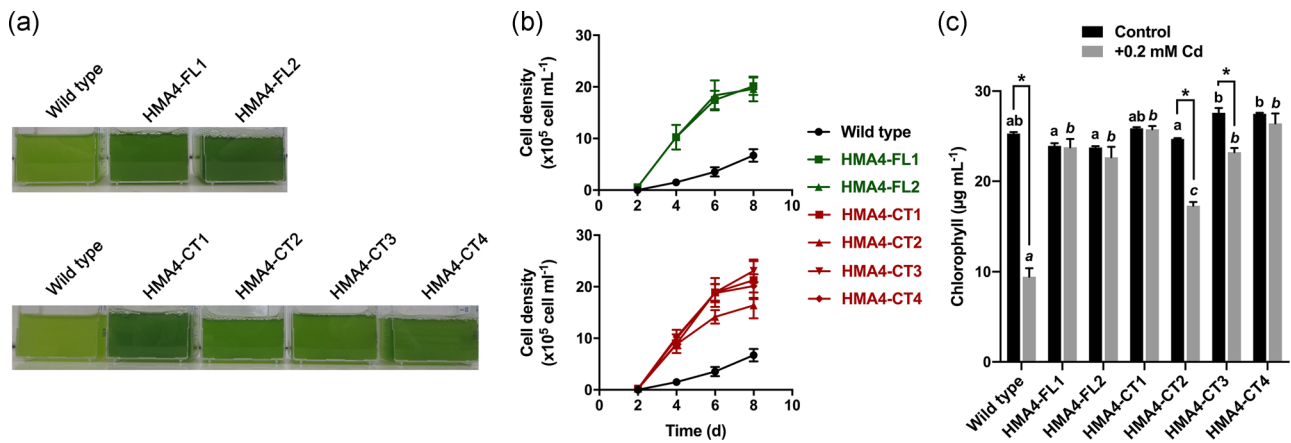 (a)
Wild type
HMA4-FL1
HMA4-FL2
Wild type
HMA4-CT1
HMA4-CT2
HMA4-CT3
HMA4-CT4
(b)
Cell density
(x10⁵ cell mL⁻¹)
30
20
10
0
0 2 4 6 8 10
Cell density
(x10⁵ cell ml⁻¹)
30
20
10
0
0 2 4 6 8 10
Time (d)
Wild type
HMA4-FL1
HMA4-FL2
HMA4-CT1
HMA4-CT2
HMA4-CT3
HMA4-CT4
(c)
Control
+0.2 mM Cd
Chlorophyll (µg mL⁻¹)
30
20
10
0
* * *
ab a a b a b ab b a c b b b b
Wild type
HMA4-FL1
HMA4-FL2
HMA4-CT1
HMA4-CT2
HMA4-CT3
HMA4-CT4